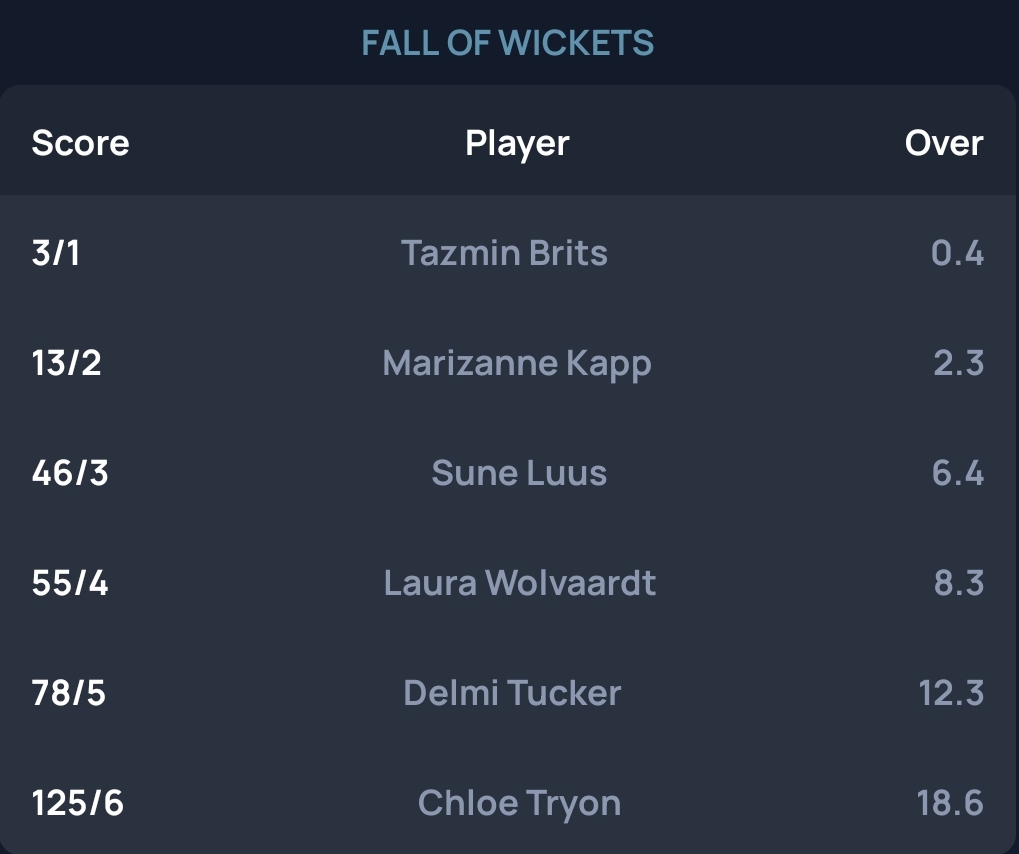 FALL OF WICKETS
Score Player Over
3/1 Tazmin Brits 0.4
13/2 Marizanne Kapp 2.3
46/3 Sune Luus 6.4
55/4 Laura Wolvaardt 8.3
78/5 Delmi Tucker 12.3
125/6 Chloe Tryon 18.6